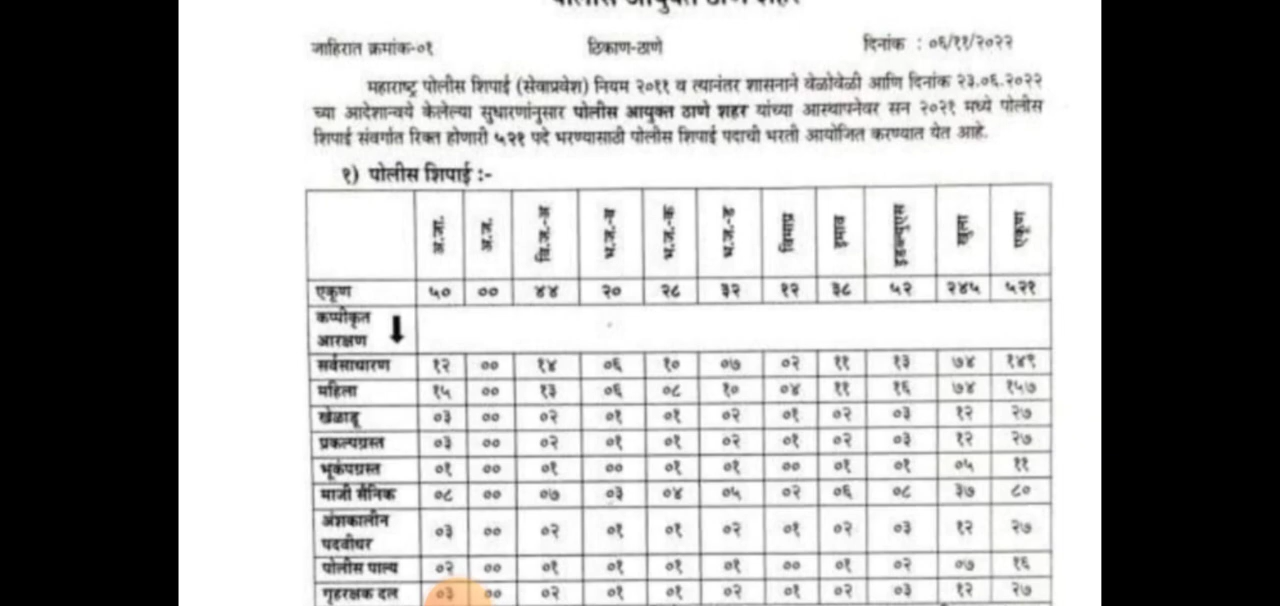 पोलीस आयुक्त ठाणे शहर
जाहिरात क्रमांक-०१ ठिकाण-ठाणे दिनांक : ०६/११/२०२२
महाराष्ट्र पोलीस शिपाई (सेवाप्रवेश) नियम २०११ व त्यानंतर शासनाने वेळोवेळी आणि दिनांक २३.०६.२०२२
च्या आदेशान्वये केलेल्या सुधारणांनुसार पोलीस आयुक्त ठाणे शहर यांच्या आस्थापनेवर सन २०२१ मध्ये पोलीस
शिपाई संवर्गात रिक्त होणारी ५२१ पदे भरण्यासाठी पोलीस शिपाई पदाची भरती आयोजित करण्यात येत आहे.
१) पोलीस शिपाई :-
अ.जा. अ.ज. वि.ज.-अ भ.ज.-ब भ.ज.-क भ.ज.-ड विमाप्र इमाव इडब्ल्युएस खुला एकूण
एकूण ५० ०० ४४ २० २८ ३२ १२ ३८ ५२ २४५ ५२१
कप्पीकृत
आरक्षण
सर्वसाधारण १२ ०० १४ ०६ १० ०७ ०२ ११ १३ ७४ १४९
महिला १५ ०० १३ ०६ ०८ १० ०४ ११ १६ ७४ १५७
खेळाडू ०३ ०० ०२ ०१ ०१ ०२ ०१ ०२ ०३ १२ २७
प्रकल्पग्रस्त ०३ ०० ०२ ०१ ०१ ०२ ०१ ०२ ०३ १२ २७
भूकंपग्रस्त ०१ ०० ०१ ०० ०१ ०१ ०० ०१ ०१ ०५ ११
माजी सैनिक ०८ ०० ०७ ०३ ०४ ०५ ०२ ०६ ०८ ३७ ८०
अंशकालीन
पदवीधर ०३ ०० ०२ ०१ ०१ ०२ ०१ ०२ ०३ १२ २७
पोलीस पाल्य ०२ ०० ०१ ०१ ०१ ०१ ०० ०१ ०२ ०७ १६
गृहरक्षक दल ०३ ०० ०२ ०१ ०१ ०२ ०१ ०२ ०३ १२ २७